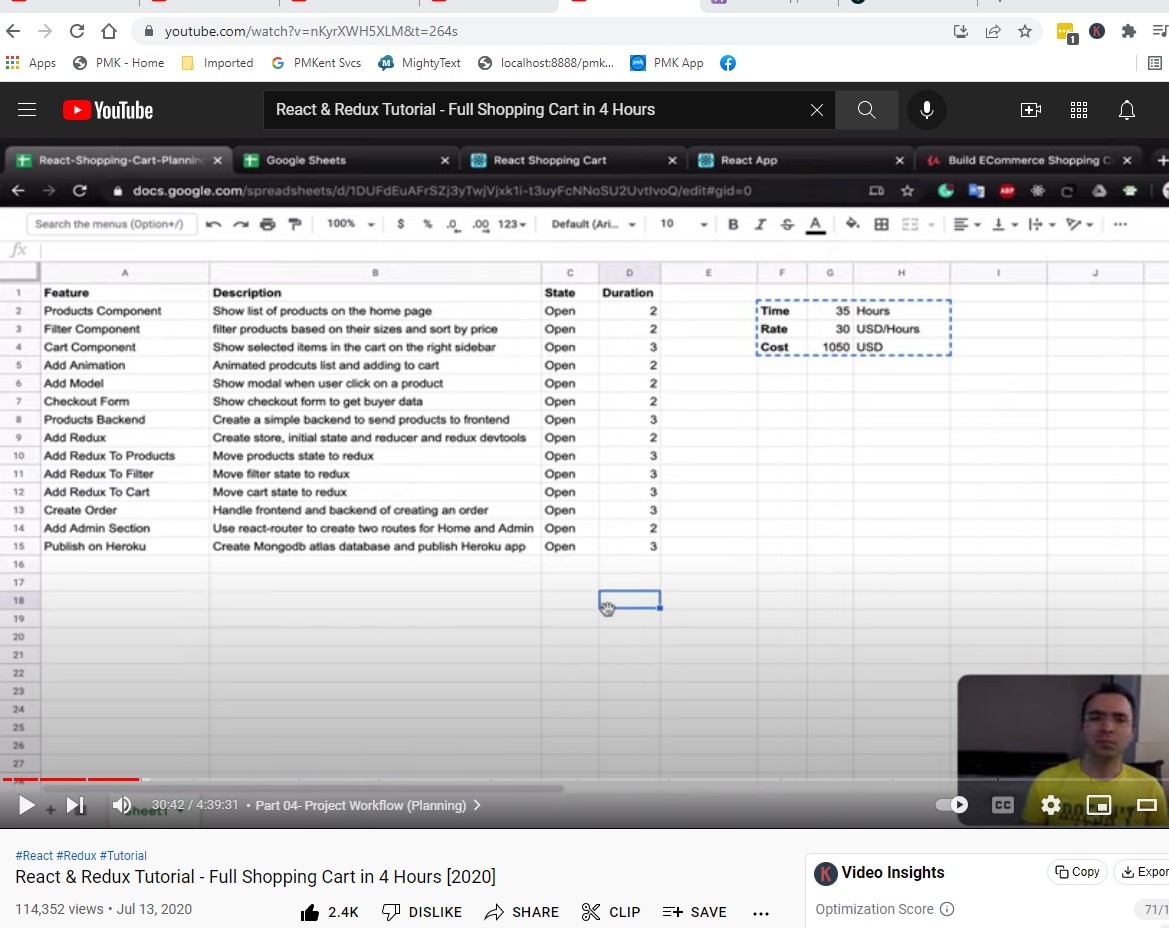 youtube.com/watch?v=nKyrXWH5XLM&t=264s
1
K
Apps PMK - Home Imported PMKent Svcs MightyText localhost:8888/pmk... PMK App
YouTube
React & Redux Tutorial - Full Shopping Cart in 4 Hours
React-Shopping-Cart-Plannin Google Sheets React Shopping Cart React App Build ECommerce Shopping C
docs.google.com/spreadsheets/d/1DUFdEuAFrSZj3yTwjVjxk1i-t3uyFcNNoSU2UvtIvoQ/edit#gid=0
ABP
Search the menus (Option+/) 100% $ % .0 .00 123 Default (Ari... 10 B I S A
fx
A B C D E F G H I J
1 Feature Description State Duration
2 Products Component Show list of products on the home page Open 2 Time 35 Hours
3 Filter Component filter products based on their sizes and sort by price Open 2 Rate 30 USD/Hours
4 Cart Component Show selected items in the cart on the right sidebar Open 3 Cost 1050 USD
5 Add Animation Animated prodcuts list and adding to cart Open 2
6 Add Model Show modal when user click on a product Open 2
7 Checkout Form Show checkout form to get buyer data Open 2
8 Products Backend Create a simple backend to send products to frontend Open 3
9 Add Redux Create store, initial state and reducer and redux devtools Open 2
10 Add Redux To Products Move products state to redux Open 3
11 Add Redux To Filter Move filter state to redux Open 3
12 Add Redux To Cart Move cart state to redux Open 3
13 Create Order Handle frontend and backend of creating an order Open 3
14 Add Admin Section Use react-router to create two routes for Home and Admin Open 2
15 Publish on Heroku Create Mongodb atlas database and publish Heroku app Open 3
16
17
18
19
20
21
22
23
24
25
26
27
Sheet1
30:42 / 4:39:31 • Part 04- Project Workflow (Planning)
CC
#React #Redux #Tutorial
React & Redux Tutorial - Full Shopping Cart in 4 Hours [2020]
114,352 views • Jul 13, 2020
2.4K DISLIKE SHARE CLIP SAVE ...
K Video Insights Copy Expor
Optimization Score 71/1